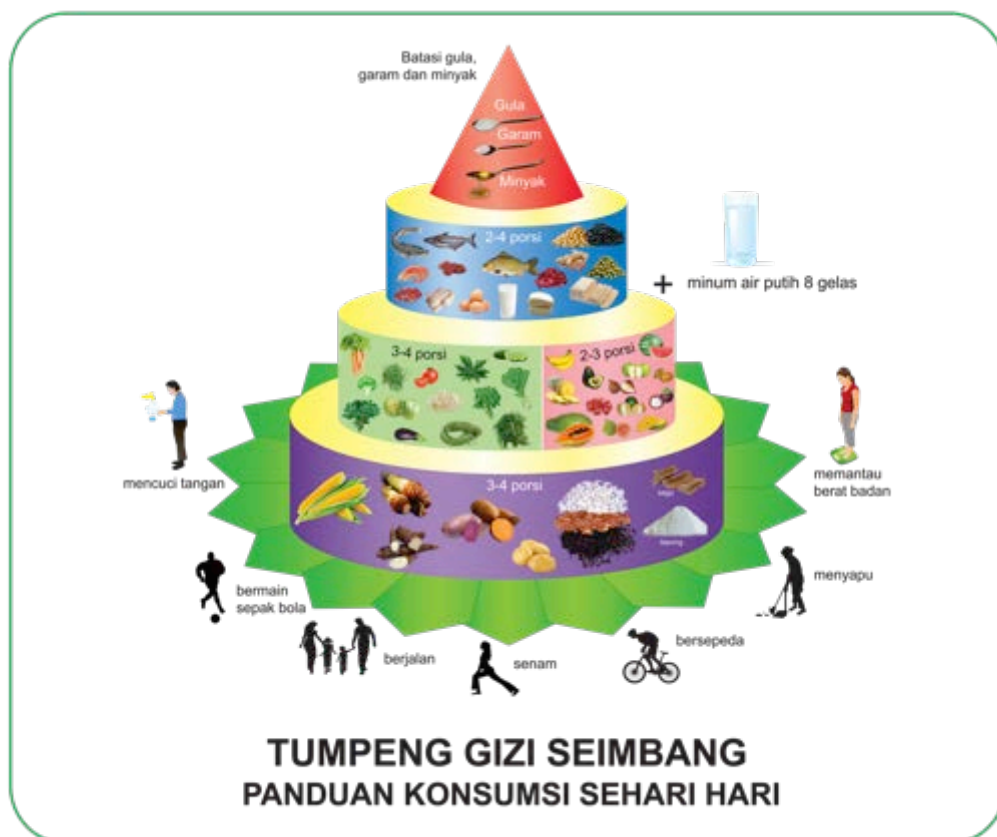 Batasi gula,
garam dan minyak
Gula
Garam
Minyak
2-4 porsi
+
minum air putih 8 gelas
3-4 porsi
2-3 porsi
mencuci tangan
memantau
berat badan
3-4 porsi
bermain
sepak bola
menyapu
berjalan
senam
bersepeda
TUMPENG GIZI SEIMBANG
PANDUAN KONSUMSI SEHARI HARI